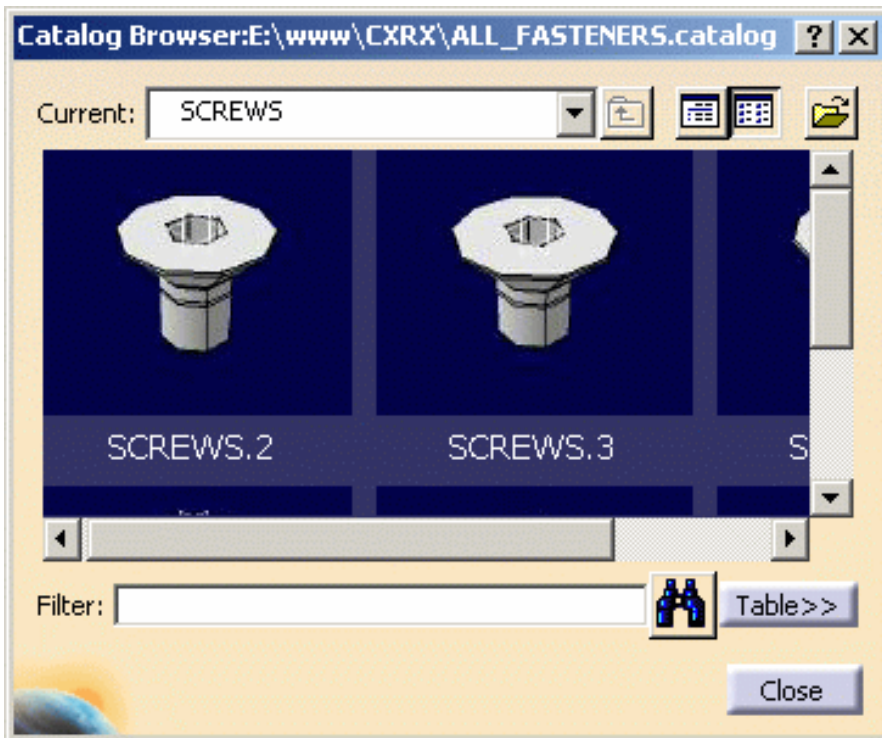 Catalog Browser:E:\www\CXRX\ALL_FASTENERS.catalog ? X
Current: SCREWS
SCREWS.2 SCREWS.3 S
Filter: Table>>
Close